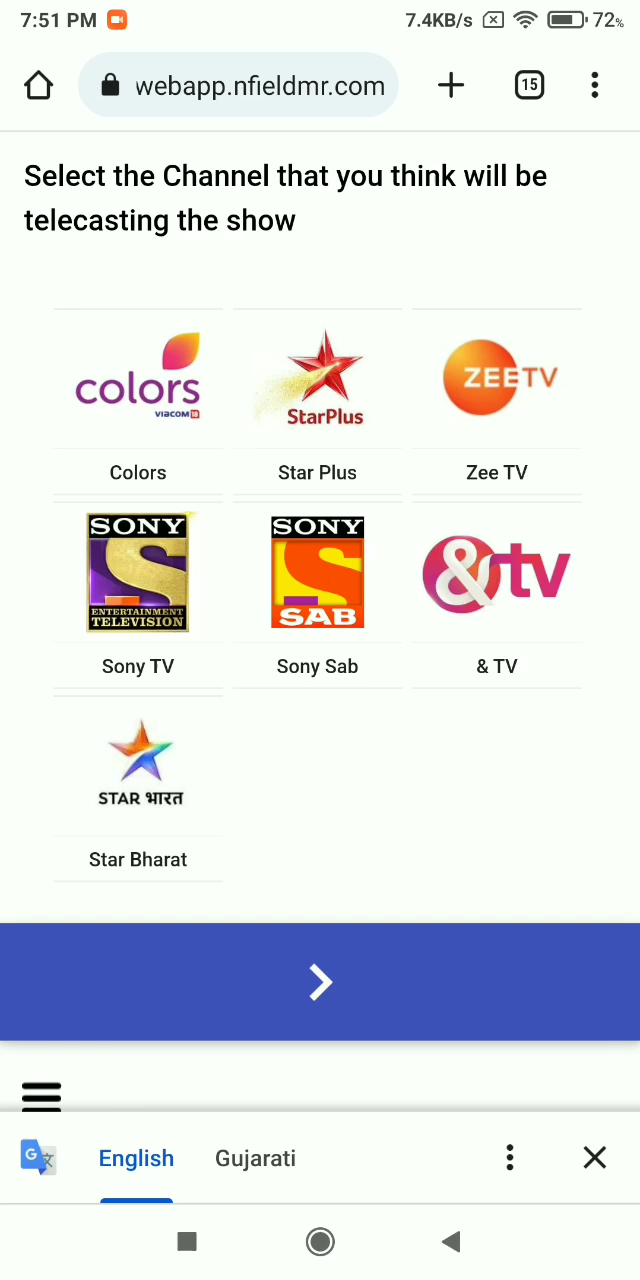 7:51 PM
7.4KB/s
72%
webapp.nfieldmr.com
15
Select the Channel that you think will be
telecasting the show
colors
VIACOM18
StarPlus
ZEETV
Colors
Star Plus
Zee TV
SONY
ENTERTAINMENT
TELEVISION
SONY
SAB
&tv
Sony TV
Sony Sab
& TV
STAR भारत
Star Bharat
G
文
English
Gujarati